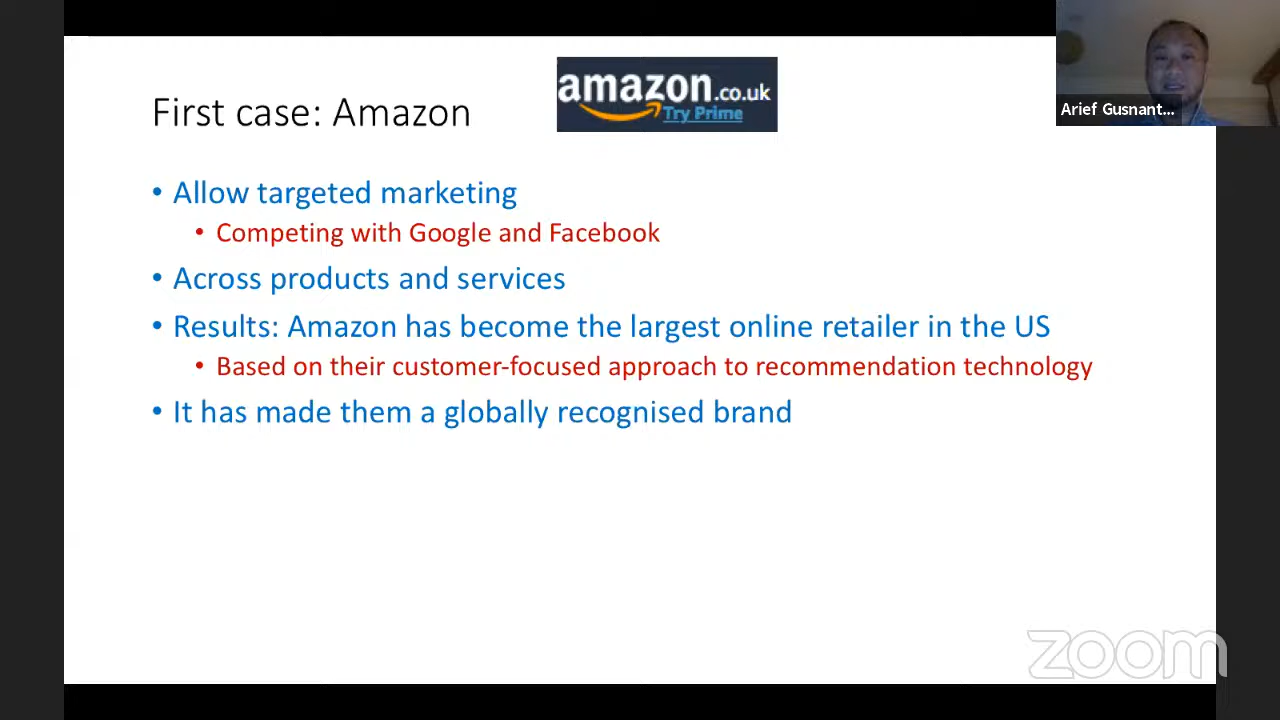 First case: Amazon
amazon.co.uk
Try Prime
Arief Gusnant...
• Allow targeted marketing
• Competing with Google and Facebook
• Across products and services
• Results: Amazon has become the largest online retailer in the US
• Based on their customer-focused approach to recommendation technology
• It has made them a globally recognised brand
zoom